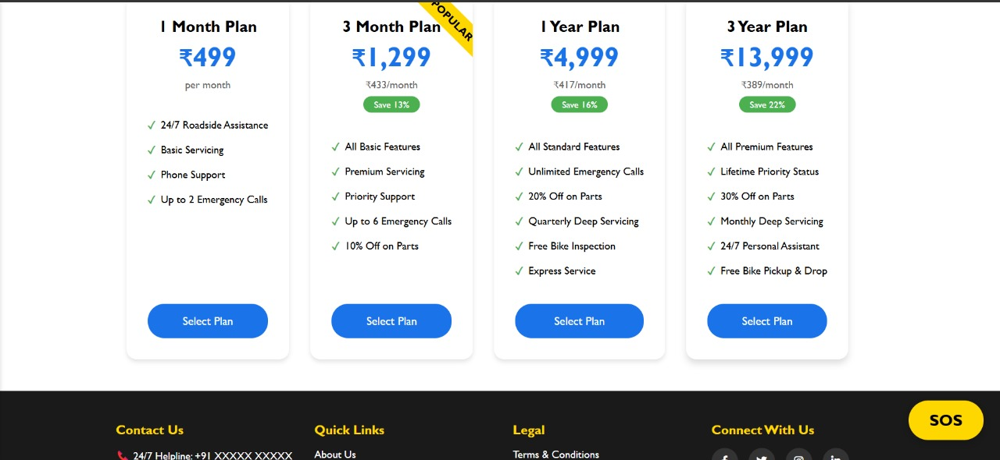 1 Month Plan
₹499
per month
✓ 24/7 Roadside Assistance
✓ Basic Servicing
✓ Phone Support
✓ Up to 2 Emergency Calls
Select Plan
POPULAR
3 Month Plan
₹1,299
₹433/month
Save 13%
✓ All Basic Features
✓ Premium Servicing
✓ Priority Support
✓ Up to 6 Emergency Calls
✓ 10% Off on Parts
Select Plan
1 Year Plan
₹4,999
₹417/month
Save 16%
✓ All Standard Features
✓ Unlimited Emergency Calls
✓ 20% Off on Parts
✓ Quarterly Deep Servicing
✓ Free Bike Inspection
✓ Express Service
Select Plan
3 Year Plan
₹13,999
₹389/month
Save 22%
✓ All Premium Features
✓ Lifetime Priority Status
✓ 30% Off on Parts
✓ Monthly Deep Servicing
✓ 24/7 Personal Assistant
✓ Free Bike Pickup & Drop
Select Plan
Contact Us
24/7 Helpline: +91 XXXXX XXXXX
Quick Links
About Us
Legal
Terms & Conditions
Connect With Us
SOS